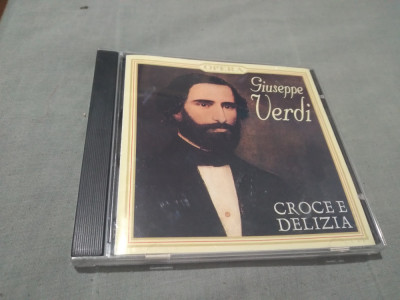 OPERA
Giuseppe
Verdi
CROCE E
DELIZIA